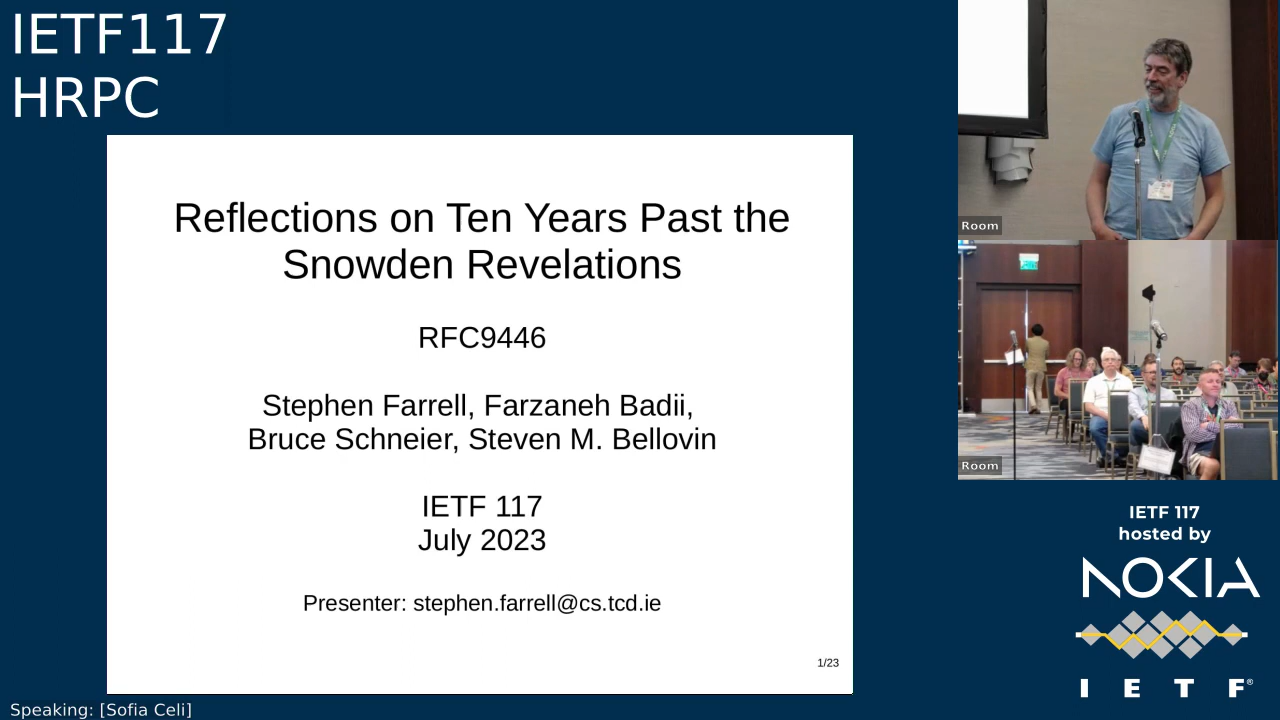 IETF117
HRPC
Reflections on Ten Years Past the
Snowden Revelations
RFC9446
Stephen Farrell, Farzaneh Badii,
Bruce Schneier, Steven M. Bellovin
IETF 117
July 2023
Presenter: stephen.farrell@cs.tcd.ie
1/23
Room
Room
IETF 117
hosted by
NOKIA
I E T F®
Speaking: [Sofia Celi]